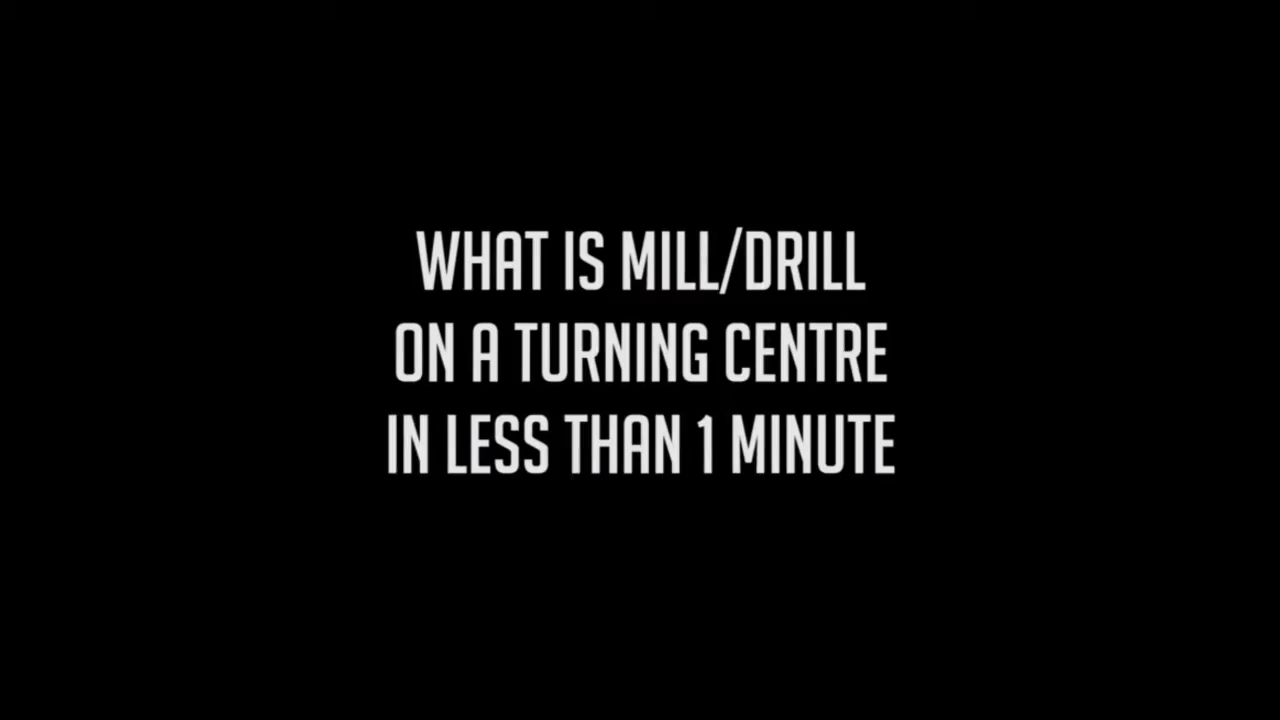 WHAT IS MILL/DRILL
ON A TURNING CENTRE
IN LESS THAN 1 MINUTE